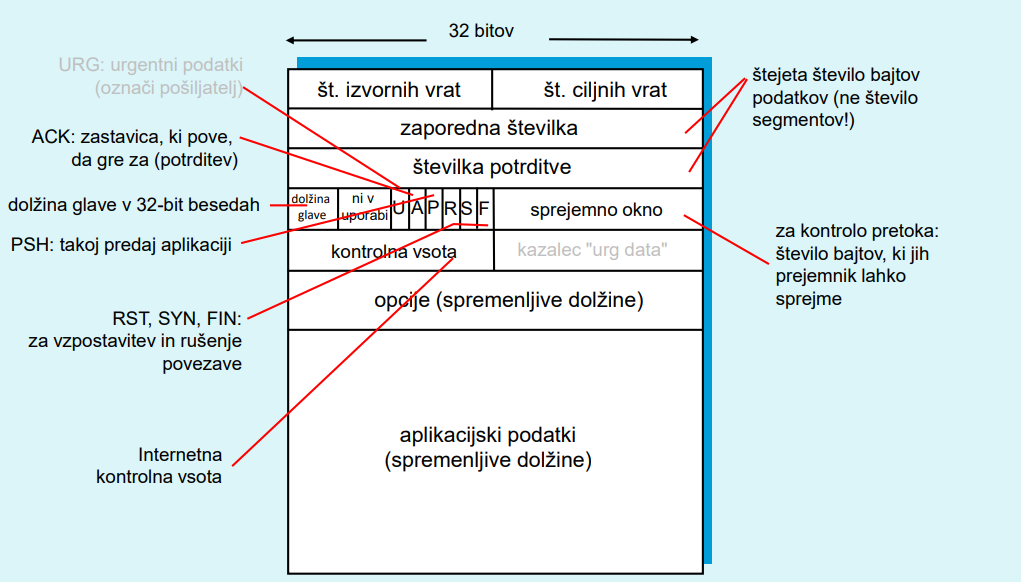 32 bitov
URG: urgentni podatki
(označi pošiljatelj)
ACK: zastavica, ki pove,
da gre za (potrditev)
dolžina glave v 32-bit besedah
PSH: takoj predaj aplikaciji
RST, SYN, FIN:
za vzpostavitev in rušenje
povezave
Internetna
kontrolna vsota
št. izvornih vrat
št. ciljnih vrat
zaporedna številka
številka potrditve
dolžina
glave
ni v
uporabi
U A P R S F
sprejemno okno
kontrolna vsota
kazalec "urg data"
opcije (spremenljive dolžine)
aplikacijski podatki
(spremenljive dolžine)
štejeta število bajtov
podatkov (ne število
segmentov!)
za kontrolo pretoka:
število bajtov, ki jih
prejemnik lahko
sprejme